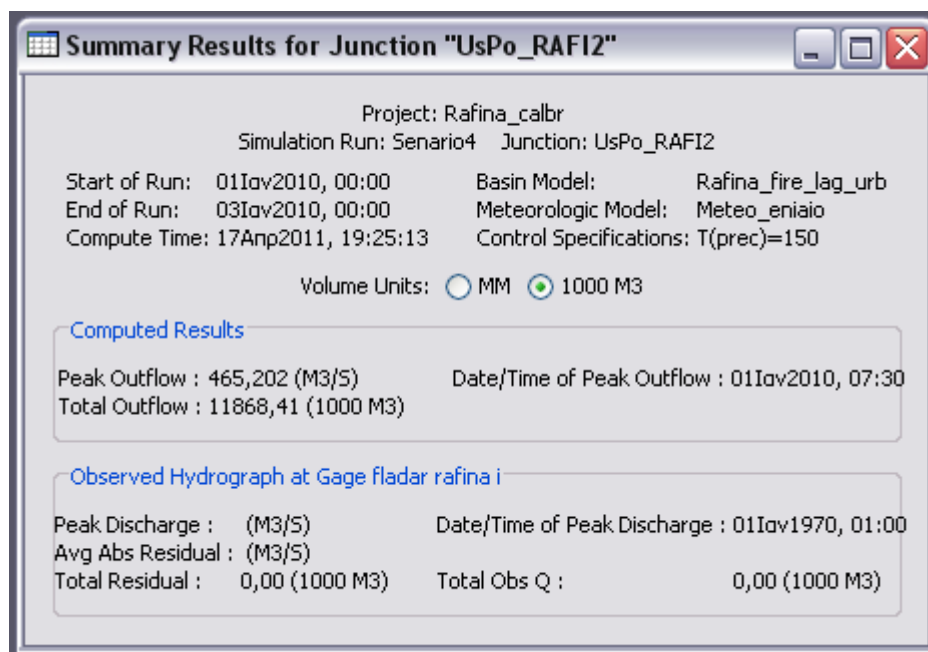 Summary Results for Junction "UsPo_RAFI2"
Project: Rafina_calbr
Simulation Run: Senario4 Junction: UsPo_RAFI2
Start of Run: 01Ιαν2010, 00:00 Basin Model: Rafina_fire_lag_urb
End of Run: 03Ιαν2010, 00:00 Meteorologic Model: Meteo_eniaio
Compute Time: 17Απρ2011, 19:25:13 Control Specifications: T(prec)=150
Volume Units: MM 1000 M3
Computed Results
Peak Outflow : 465,202 (M3/S) Date/Time of Peak Outflow : 01Ιαν2010, 07:30
Total Outflow : 11868,41 (1000 M3)
Observed Hydrograph at Gage fladar rafina i
Peak Discharge : (M3/S) Date/Time of Peak Discharge : 01Ιαν1970, 01:00
Avg Abs Residual : (M3/S)
Total Residual : 0,00 (1000 M3) Total Obs Q : 0,00 (1000 M3)